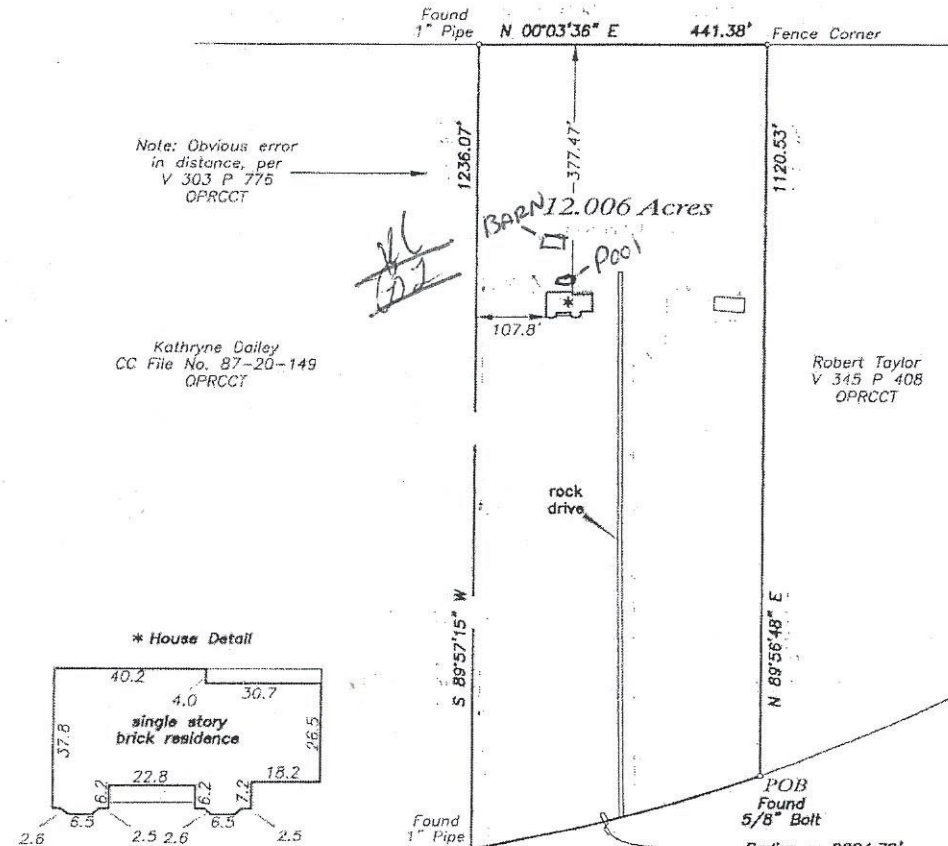 Found
1" Pipe
N 00°03'36" E
441.38'
Fence Corner
Note: Obvious error
in distance, per
V 303 P 775
OPRCCT
1236.07'
377.47'
1120.53'
12.006 Acres
BARN
POOl
*
107.8'
Kathryne Dailey
CC File No. 87-20-149
OPRCCT
Robert Taylor
V 345 P 408
OPRCCT
rock
drive
S 89°57'15" W
N 89°56'48" E
* House Detail
40.2
4.0
30.7
single story
brick residence
37.8
26.5
22.8
18.2
6.2
6.2
7.2
2.6
6.5
2.5
2.6
6.5
2.5
POB
Found
5/8" Bolt
Found
1" Pipe